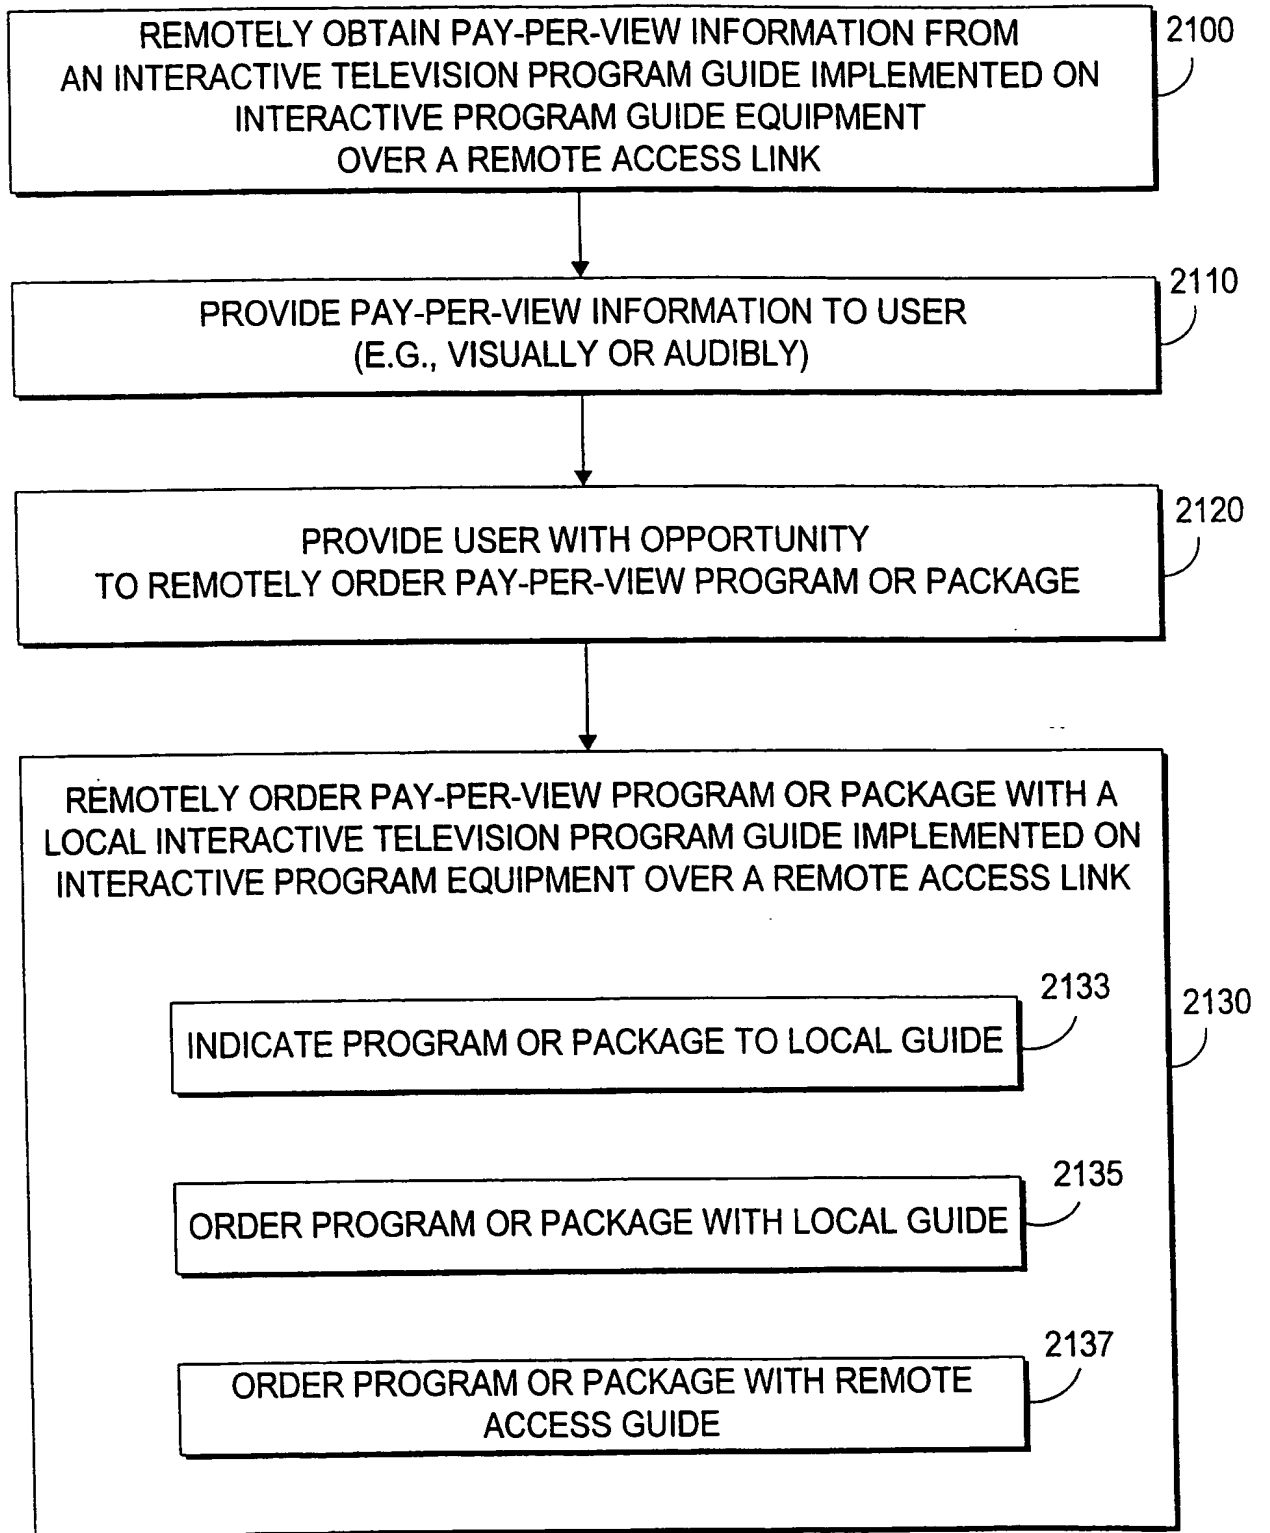 REMOTELY OBTAIN PAY-PER-VIEW INFORMATION FROM
AN INTERACTIVE TELEVISION PROGRAM GUIDE IMPLEMENTED ON
INTERACTIVE PROGRAM GUIDE EQUIPMENT
OVER A REMOTE ACCESS LINK
2100
PROVIDE PAY-PER-VIEW INFORMATION TO USER
(E.G., VISUALLY OR AUDIBLY)
2110
PROVIDE USER WITH OPPORTUNITY
TO REMOTELY ORDER PAY-PER-VIEW PROGRAM OR PACKAGE
2120
REMOTELY ORDER PAY-PER-VIEW PROGRAM OR PACKAGE WITH A
LOCAL INTERACTIVE TELEVISION PROGRAM GUIDE IMPLEMENTED ON
INTERACTIVE PROGRAM EQUIPMENT OVER A REMOTE ACCESS LINK
2130
INDICATE PROGRAM OR PACKAGE TO LOCAL GUIDE
2133
ORDER PROGRAM OR PACKAGE WITH LOCAL GUIDE
2135
ORDER PROGRAM OR PACKAGE WITH REMOTE
ACCESS GUIDE
2137